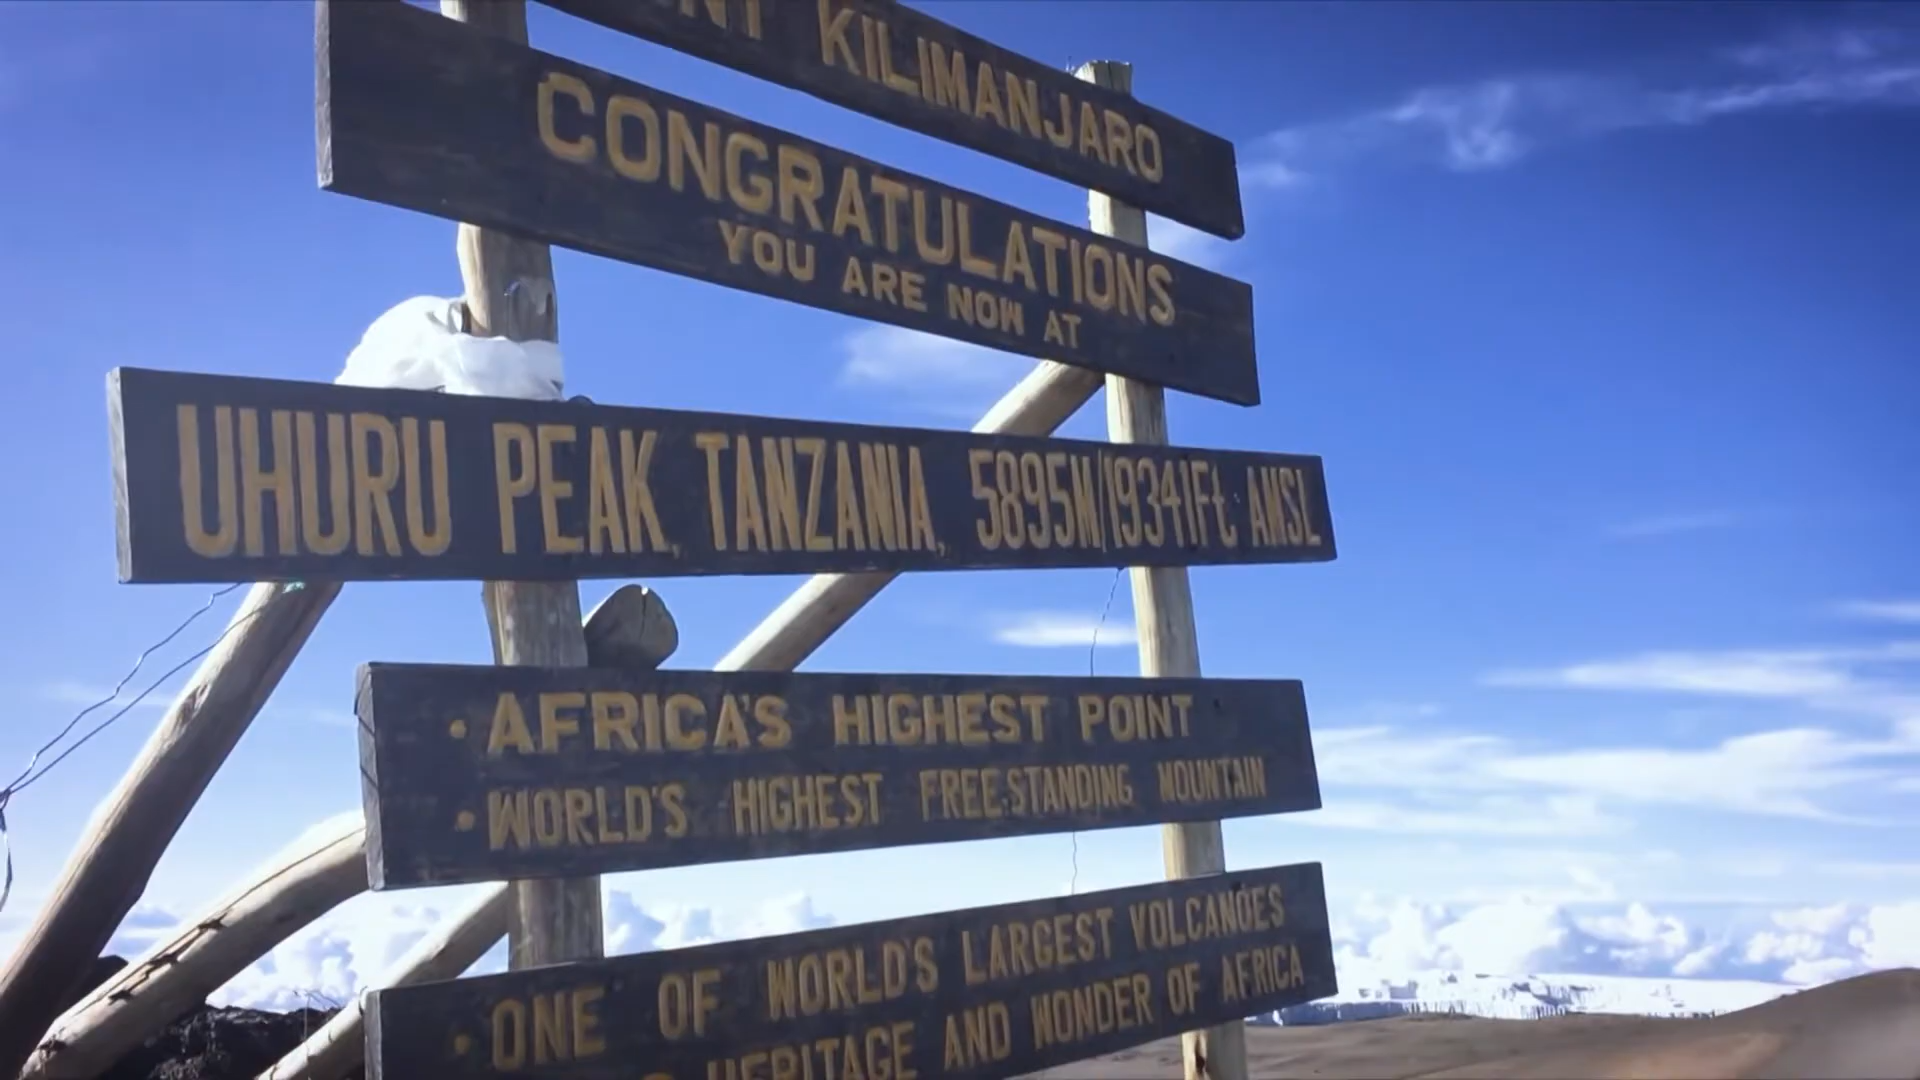 KILIMANJARO
CONGRATULATIONS
YOU ARE NOW AT
UHURU PEAK, TANZANIA, 5895M/19341Ft AMSL
• AFRICA'S HIGHEST POINT
• WORLD'S HIGHEST FREE-STANDING MOUNTAIN
• ONE OF WORLD'S LARGEST VOLCANOES
HERITAGE AND WONDER OF AFRICA